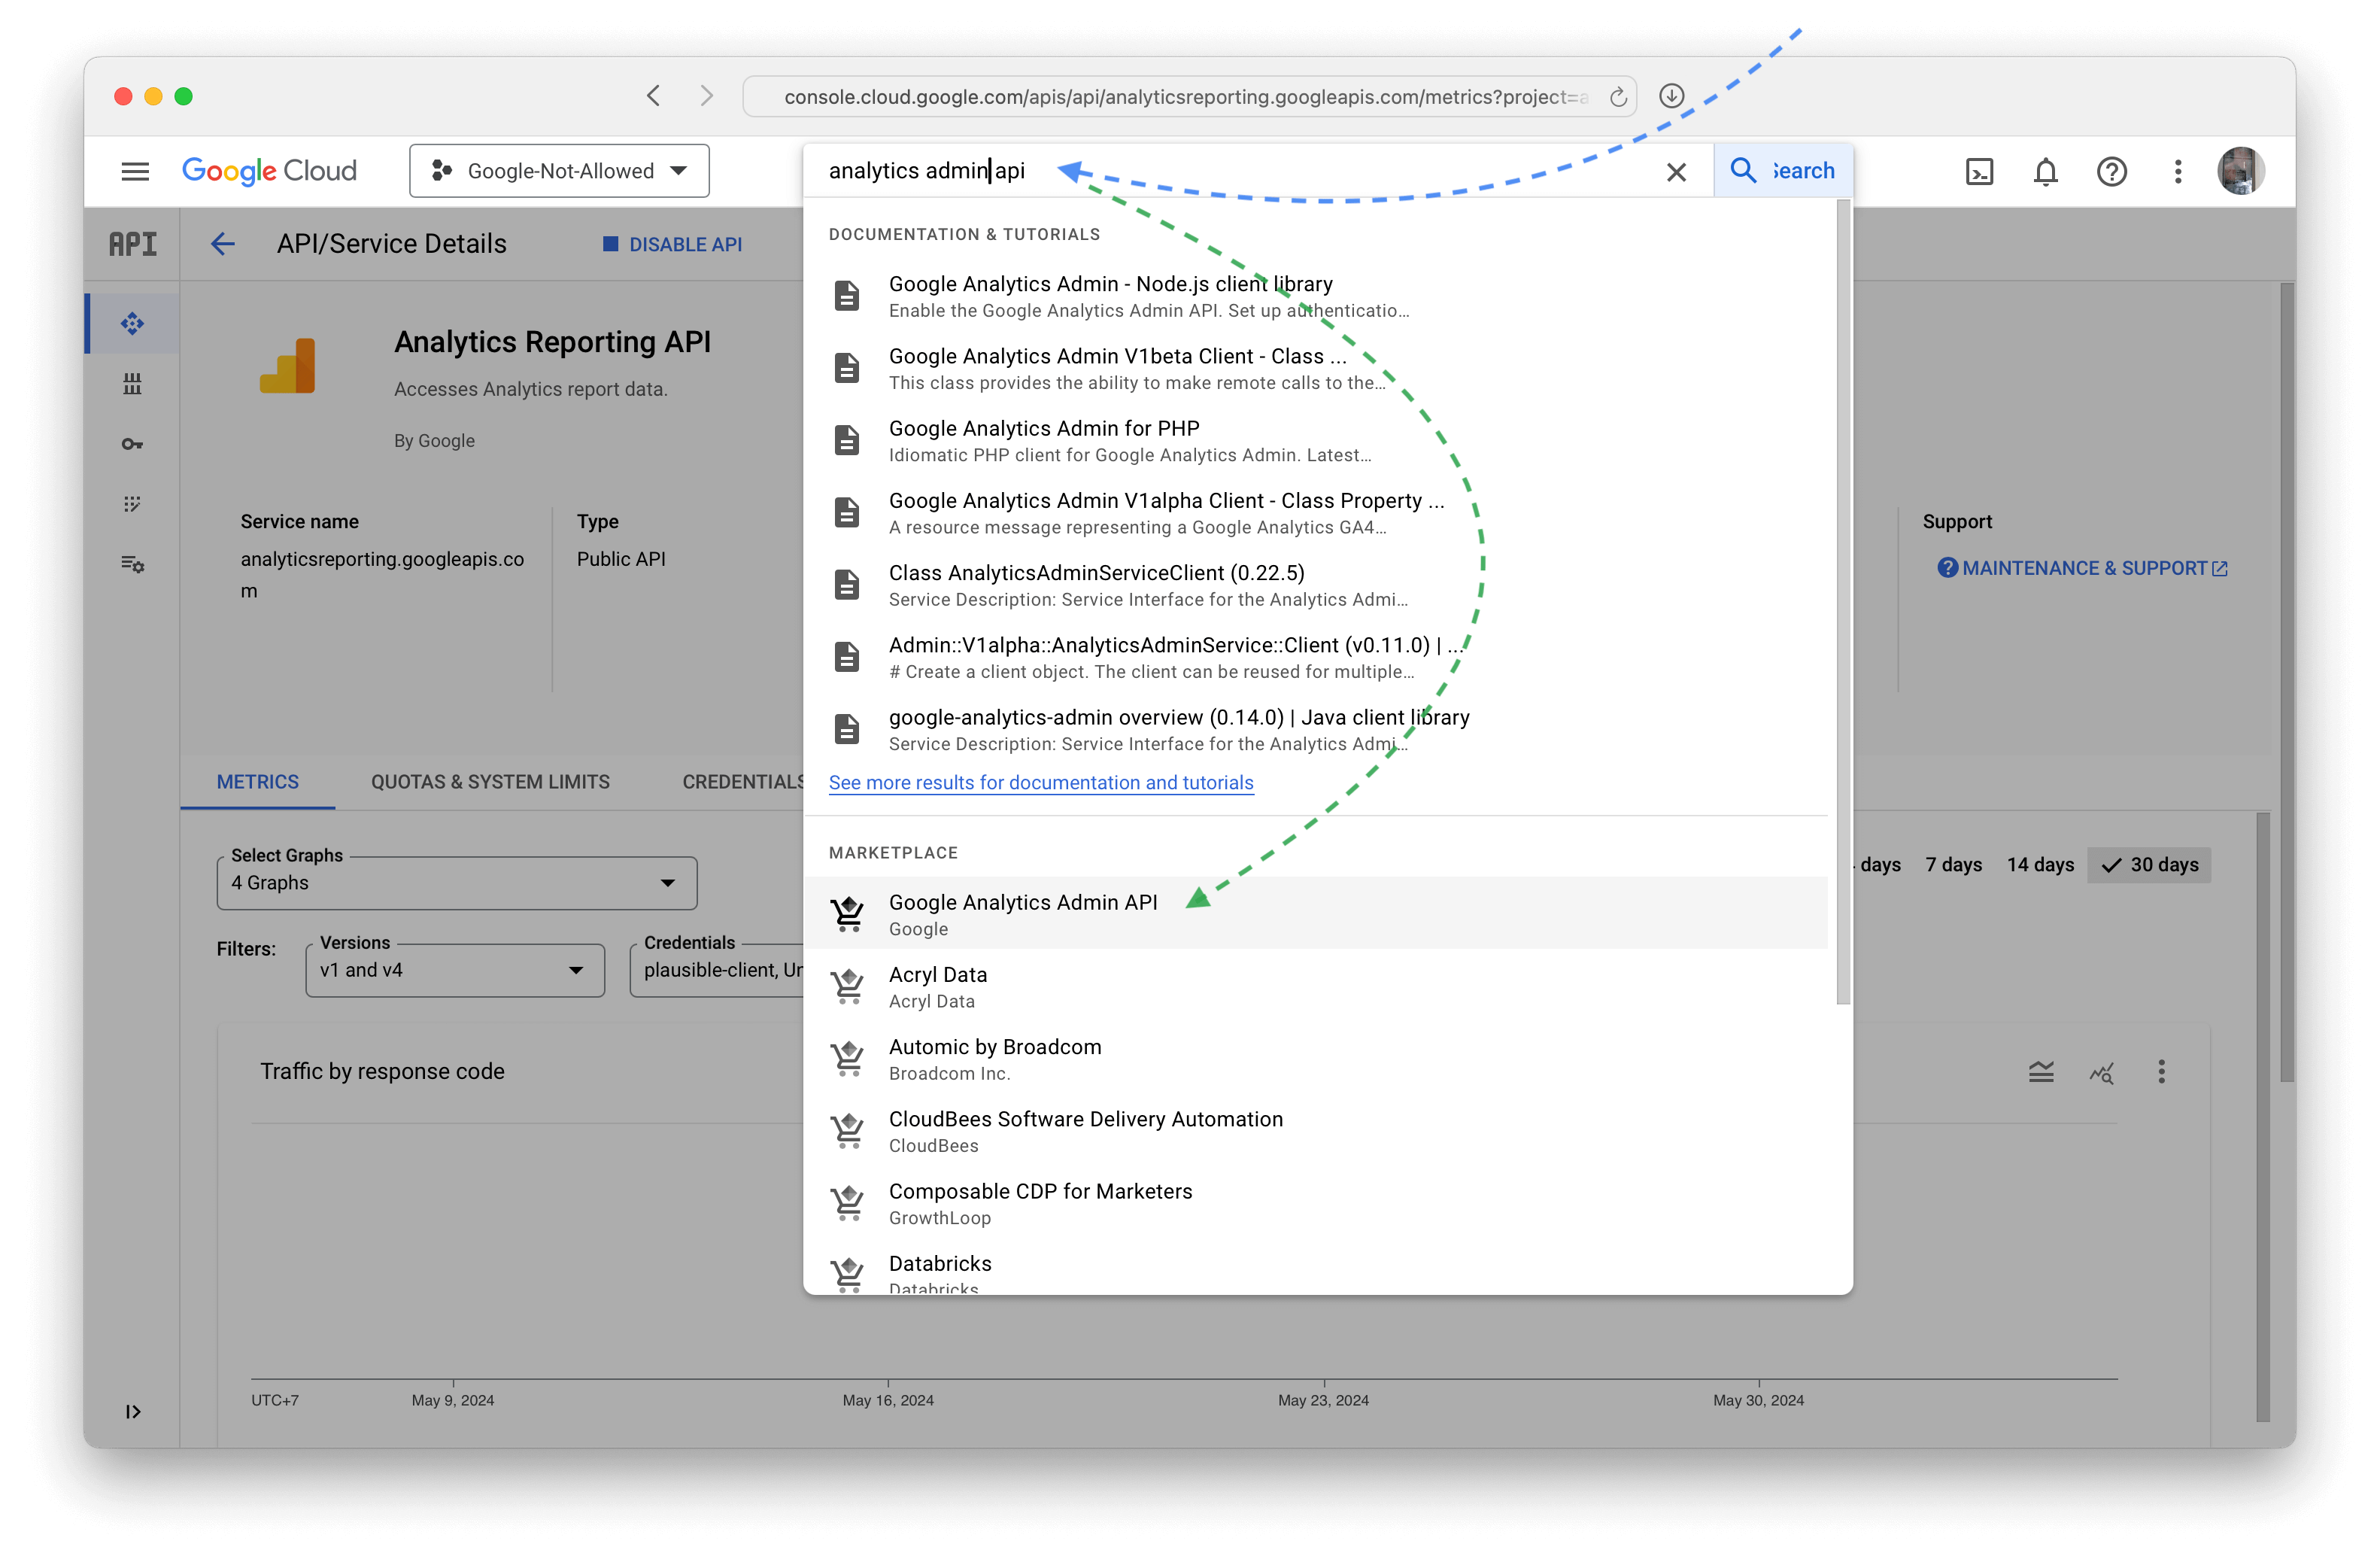 console.cloud.google.com/apis/api/analyticsreporting.googleapis.com/metrics?project=a
Google Cloud
Google-Not-Allowed
analytics admin api
Search
API
API/Service Details
DISABLE API
Analytics Reporting API
Accesses Analytics report data.
By Google
Service name
analyticsreporting.googleapis.co
m
Type
Public API
Support
MAINTENANCE & SUPPORT
METRICS
QUOTAS & SYSTEM LIMITS
CREDENTIALS
Select Graphs
4 Graphs
days
7 days
14 days
30 days
Filters:
Versions
v1 and v4
Credentials
plausible-client, Un
Traffic by response code
UTC+7
May 9, 2024
May 16, 2024
May 23, 2024
May 30, 2024
DOCUMENTATION & TUTORIALS
Google Analytics Admin - Node.js client library
Enable the Google Analytics Admin API. Set up authenticatio...
Google Analytics Admin V1beta Client - Class ...
This class provides the ability to make remote calls to the...
Google Analytics Admin for PHP
Idiomatic PHP client for Google Analytics Admin. Latest...
Google Analytics Admin V1alpha Client - Class Property ...
A resource message representing a Google Analytics GA4...
Class AnalyticsAdminServiceClient (0.22.5)
Service Description: Service Interface for the Analytics Admi...
Admin::V1alpha::AnalyticsAdminService::Client (v0.11.0) | ...
# Create a client object. The client can be reused for multiple...
google-analytics-admin overview (0.14.0) | Java client library
Service Description: Service Interface for the Analytics Admi...
See more results for documentation and tutorials
MARKETPLACE
Google Analytics Admin API
Google
Acryl Data
Acryl Data
Automic by Broadcom
Broadcom Inc.
CloudBees Software Delivery Automation
CloudBees
Composable CDP for Marketers
GrowthLoop
Databricks
Databricks